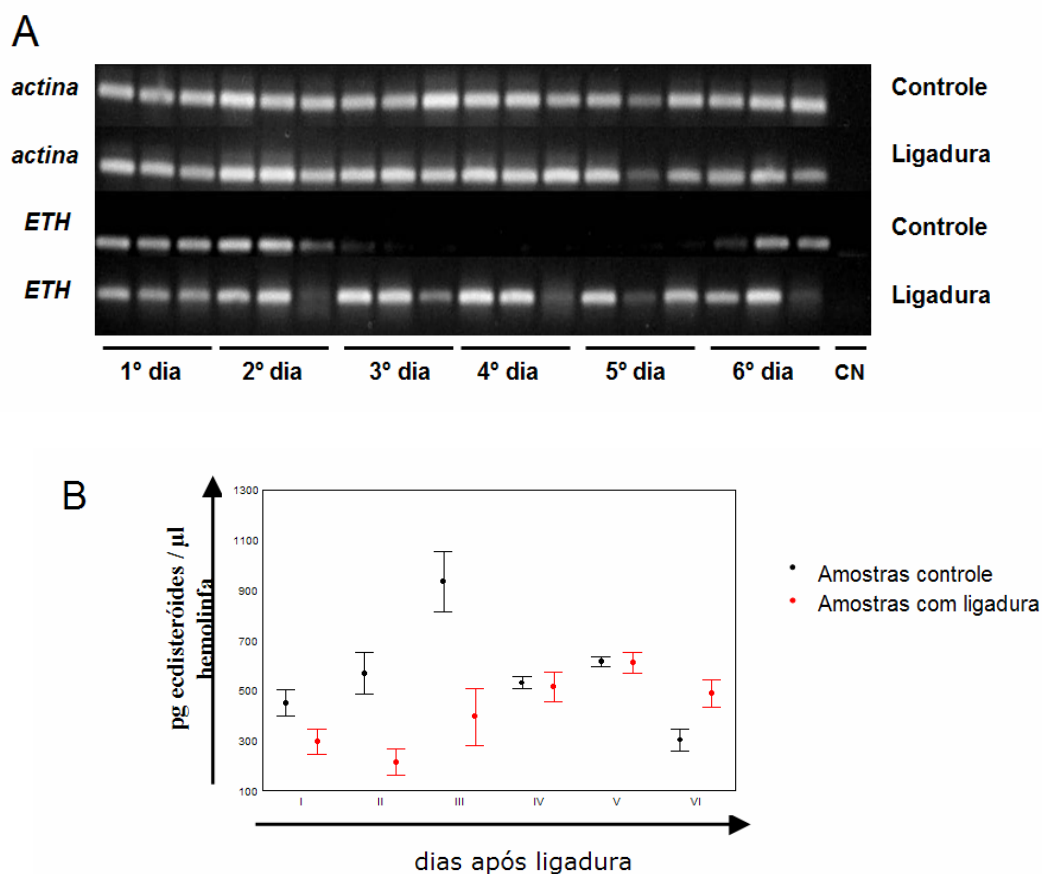 A
actina
Controle
actina
Ligadura
ETH
Controle
ETH
Ligadura
1º dia 2º dia 3º dia 4º dia 5º dia 6º dia CN
B
pg ecdisteróides / µl
hemolinfa
1300
1100
900
700
500
300
100
I II III IV V VI
dias após ligadura
Amostras controle
Amostras com ligadura